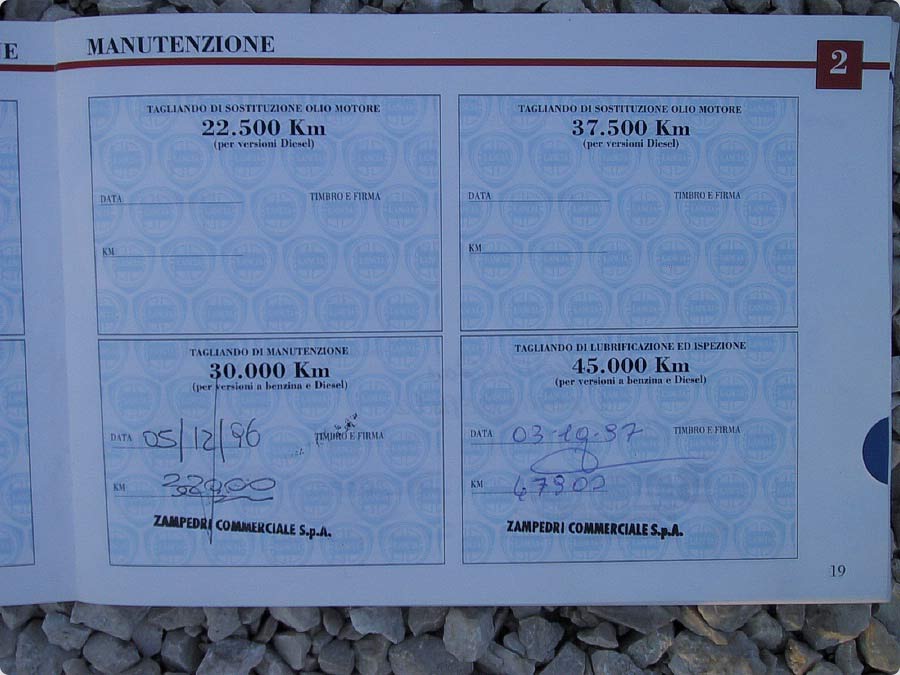 NE
MANUTENZIONE
2
TAGLIANDO DI SOSTITUZIONE OLIO MOTORE
22.500 Km
(per versioni Diesel)
DATA
TIMBRO E FIRMA
KM
TAGLIANDO DI SOSTITUZIONE OLIO MOTORE
37.500 Km
(per versioni Diesel)
DATA
TIMBRO E FIRMA
KM
TAGLIANDO DI MANUTENZIONE
30.000 Km
(per versioni a benzina e Diesel)
DATA 05/12/96
TIMBRO E FIRMA
KM
ZAMPEDRI COMMERCIALE S.p.A.
TAGLIANDO DI LUBRIFICAZIONE ED ISPEZIONE
45.000 Km
(per versioni a benzina e Diesel)
DATA 03-10-97
TIMBRO E FIRMA
KM 47902
ZAMPEDRI COMMERCIALE S.p.A.
19